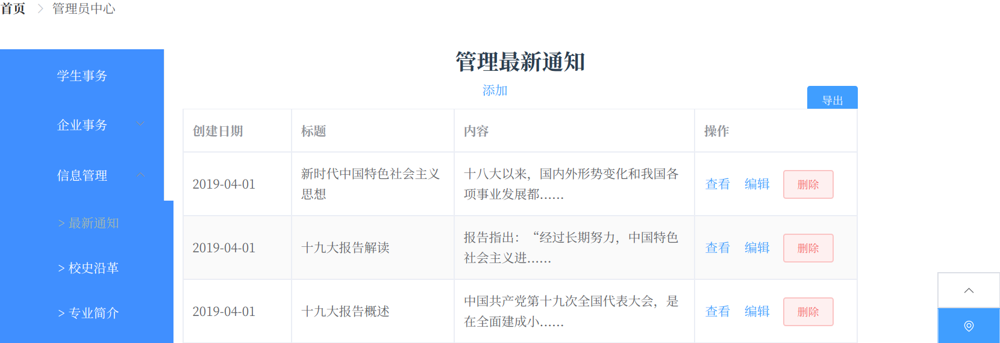 首页 > 管理员中心
学生事务
企业事务
信息管理
> 最新通知
> 校史沿革
> 专业简介
管理最新通知
添加
导出
创建日期 标题 内容 操作
2019-04-01 新时代中国特色社会主义 十八大以来，国内外形势变化和我国各 查看 编辑 删除
思想 项事业发展都......
2019-04-01 十九大报告解读 报告指出：“经过长期努力，中国特色 查看 编辑 删除
社会主义进......
2019-04-01 十九大报告概述 中国共产党第十九次全国代表大会，是 查看 编辑 删除
在全面建成小......